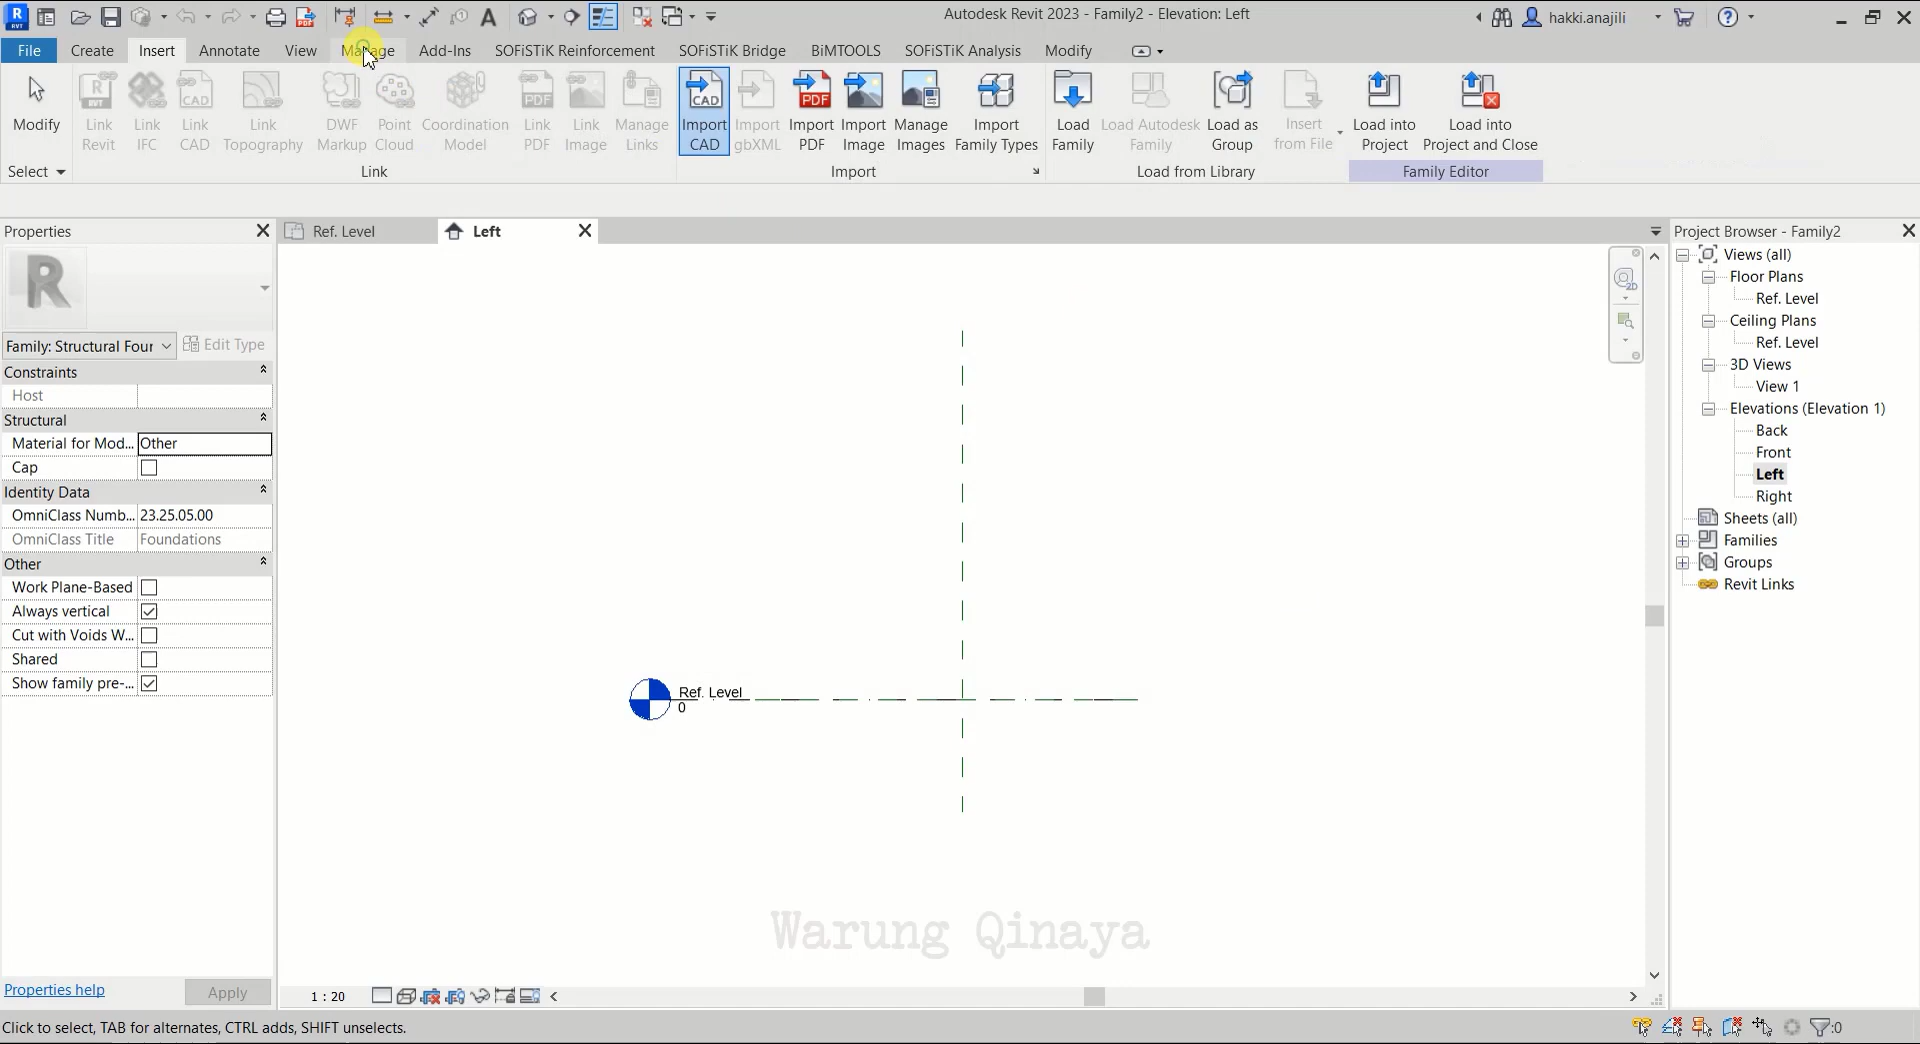 Autodesk Revit 2023 - Family2 - Elevation: Left
hakki.anajili
File Create Insert Annotate View Manage Add-Ins SOFiSTiK Reinforcement SOFiSTiK Bridge BiMTOOLS SOFiSTiK Analysis Modify
Modify
Link Revit
Link IFC
Link CAD
Link Topography
DWF Markup
Point Cloud
Coordination Model
Link PDF
Link Image
Manage Links
Import CAD
Import gbXML
Import PDF
Import Image
Manage Images
Import Family Types
Load Family
Load Autodesk Family
Load as Group
Insert from File
Load into Project
Load into Project and Close
Select
Link
Import
Load from Library
Family Editor
Properties
Ref. Level
Left
Project Browser - Family2
Family: Structural Four
Edit Type
Constraints
Host
Structural
Material for Mod... Other
Cap
Identity Data
OmniClass Numb... 23.25.05.00
OmniClass Title Foundations
Other
Work Plane-Based
Always vertical
Cut with Voids W...
Shared
Show family pre-...
Properties help
Apply
Ref. Level
0
Warung Qinaya
1 : 20
Views (all)
Floor Plans
Ref. Level
Ceiling Plans
Ref. Level
3D Views
View 1
Elevations (Elevation 1)
Back
Front
Left
Right
Sheets (all)
Families
Groups
Revit Links
Click to select, TAB for alternates, CTRL adds, SHIFT unselects.
:0